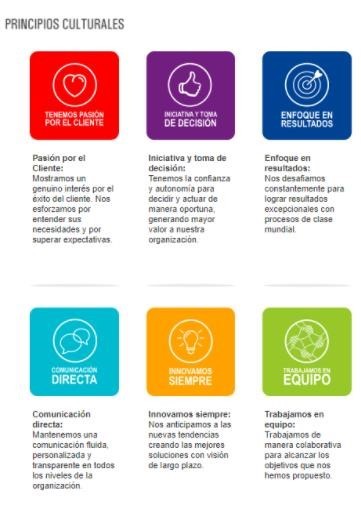 PRINCIPIOS CULTURALES
TENEMOS PASIÓN
POR EL CLIENTE
INICIATIVA Y TOMA
DE DECISIÓN
ENFOQUE EN
RESULTADOS
Pasión por el
Cliente:
Mostramos un
genuino interés por el
éxito del cliente. Nos
esforzamos por
entender sus
necesidades y por
superar expectativas.
Iniciativa y toma de
decisión:
Tenemos la confianza
y autonomía para
decidir y actuar de
manera oportuna,
generando mayor
valor a nuestra
organización.
Enfoque en
resultados:
Nos desafiamos
constantemente para
lograr resultados
excepcionales con
procesos de clase
mundial.
COMUNICACIÓN
DIRECTA
INNOVAMOS
SIEMPRE
TRABAJAMOS EN
EQUIPO
Comunicación
directa:
Mantenemos una
comunicación fluida,
personalizada y
transparente en todos
los niveles de la
organización.
Innovamos siempre:
Nos anticipamos a las
nuevas tendencias
creando las mejores
soluciones con visión
de largo plazo.
Trabajamos en
equipo:
Trabajamos de
manera colaborativa
para alcanzar los
objetivos que nos
hemos propuesto.